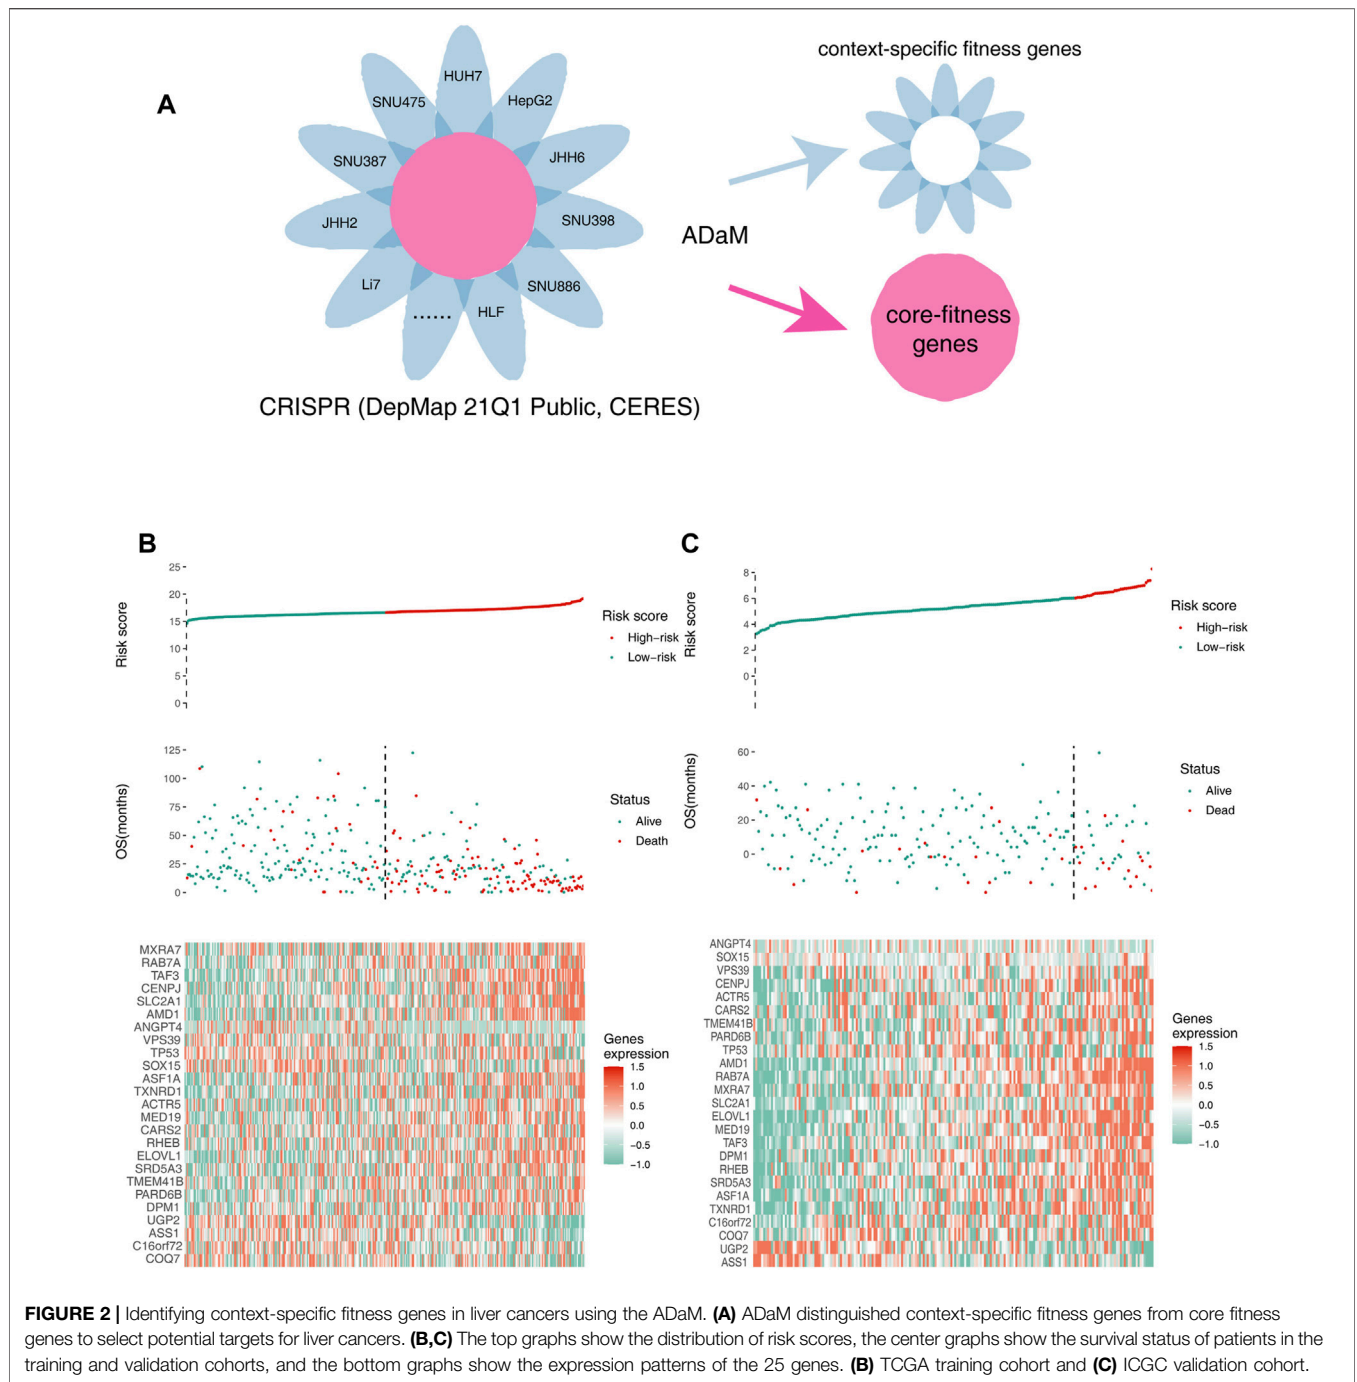 A
HUH7
SNU475
HepG2
SNU387
JHH6
JHH2
SNU398
Li7
SNU886
......
HLF
CRISPR (DepMap 21Q1 Public, CERES)
ADaM
context-specific fitness genes
core-fitness
genes
B
Risk score
25
20
15
10
5
0
Risk score
High-risk
Low-risk
OS(months)
125
100
75
50
25
0
Status
Alive
Death
MXRA7
RAB7A
TAF3
CENPJ
SLC2A1
AMD1
ANGPT4
VPS39
TP53
SOX15
ASF1A
TXNRD1
ACTR5
MED19
CARS2
RHEB
ELOVL1
SRD5A3
TMEM41B
PARD6B
DPM1
UGP2
ASS1
C16orf72
COQ7
Genes
expression
1.5
1.0
0.5
0.0
-0.5
-1.0
C
Risk score
8
6
4
2
0
Risk score
High-risk
Low-risk
OS(months)
60
40
20
0
Status
Alive
Dead
ANGPT4
SOX15
VPS39
CENPJ
ACTR5
CARS2
TMEM41B
PARD6B
TP53
AMD1
RAB7A
MXRA7
SLC2A1
ELOVL1
MED19
TAF3
DPM1
RHEB
SRD5A3
ASF1A
TXNRD1
C16orf72
COQ7
UGP2
ASS1
Genes
expression
1.5
1.0
0.5
0.0
-0.5
-1.0
FIGURE 2 | Identifying context-specific fitness genes in liver cancers using the ADaM. (A) ADaM distinguished context-specific fitness genes from core fitness
genes to select potential targets for liver cancers. (B,C) The top graphs show the distribution of risk scores, the center graphs show the survival status of patients in the
training and validation cohorts, and the bottom graphs show the expression patterns of the 25 genes. (B) TCGA training cohort and (C) ICGC validation cohort.